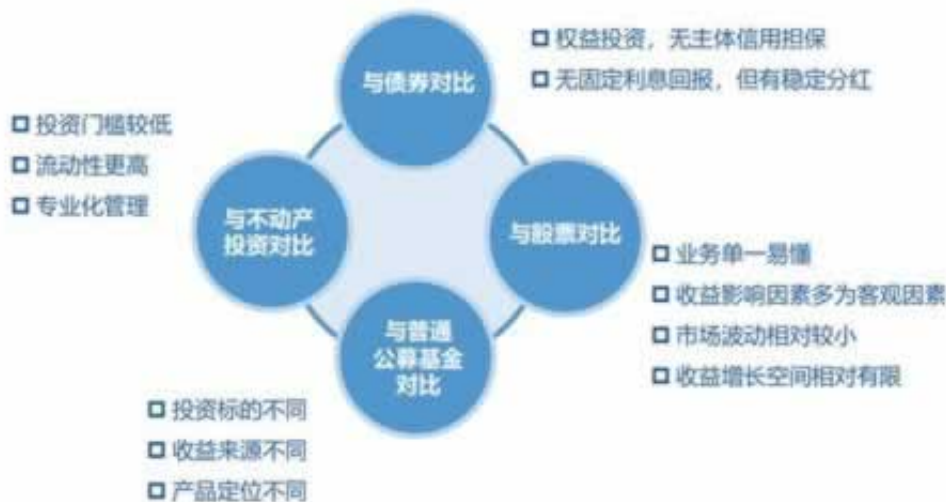 与债券对比
权益投资，无主体信用担保
无固定利息回报，但有稳定分红
投资门槛较低
流动性更高
专业化管理
与不动产
投资对比
与股票对比
业务单一易懂
收益影响因素多为客观因素
市场波动相对较小
收益增长空间相对有限
与普通
公募基金
对比
投资标的不同
收益来源不同
产品定位不同